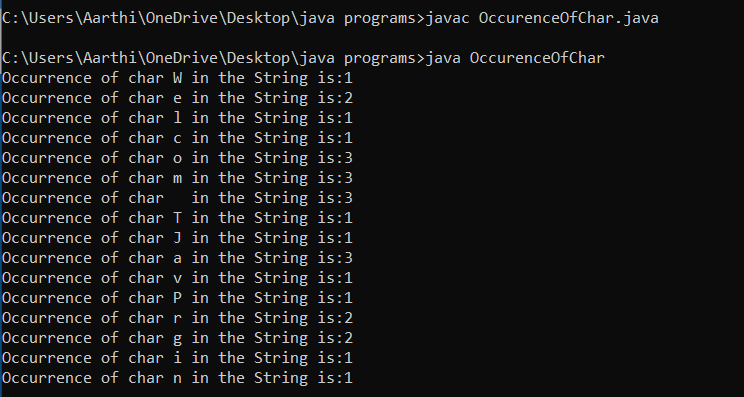 C:\Users\Aarthi\OneDrive\Desktop\java programs>javac OccurenceOfChar.java
C:\Users\Aarthi\OneDrive\Desktop\java programs>java OccurenceOfChar
Occurrence of char W in the String is:1
Occurrence of char e in the String is:2
Occurrence of char l in the String is:1
Occurrence of char c in the String is:1
Occurrence of char o in the String is:3
Occurrence of char m in the String is:3
Occurrence of char   in the String is:3
Occurrence of char T in the String is:1
Occurrence of char J in the String is:1
Occurrence of char a in the String is:3
Occurrence of char v in the String is:1
Occurrence of char P in the String is:1
Occurrence of char r in the String is:2
Occurrence of char g in the String is:2
Occurrence of char i in the String is:1
Occurrence of char n in the String is:1